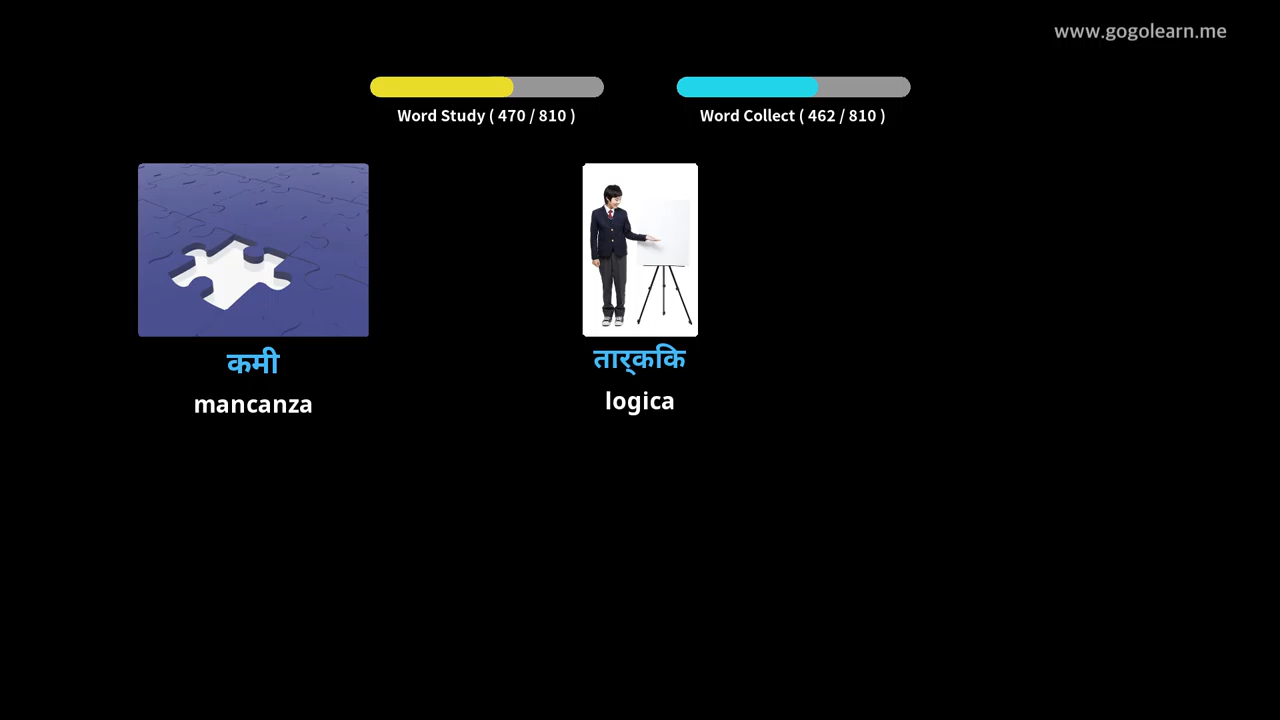 www.gogolearn.me
Word Study ( 470 / 810 )
Word Collect ( 462 / 810 )
कमी
mancanza
तार्ककि
logica